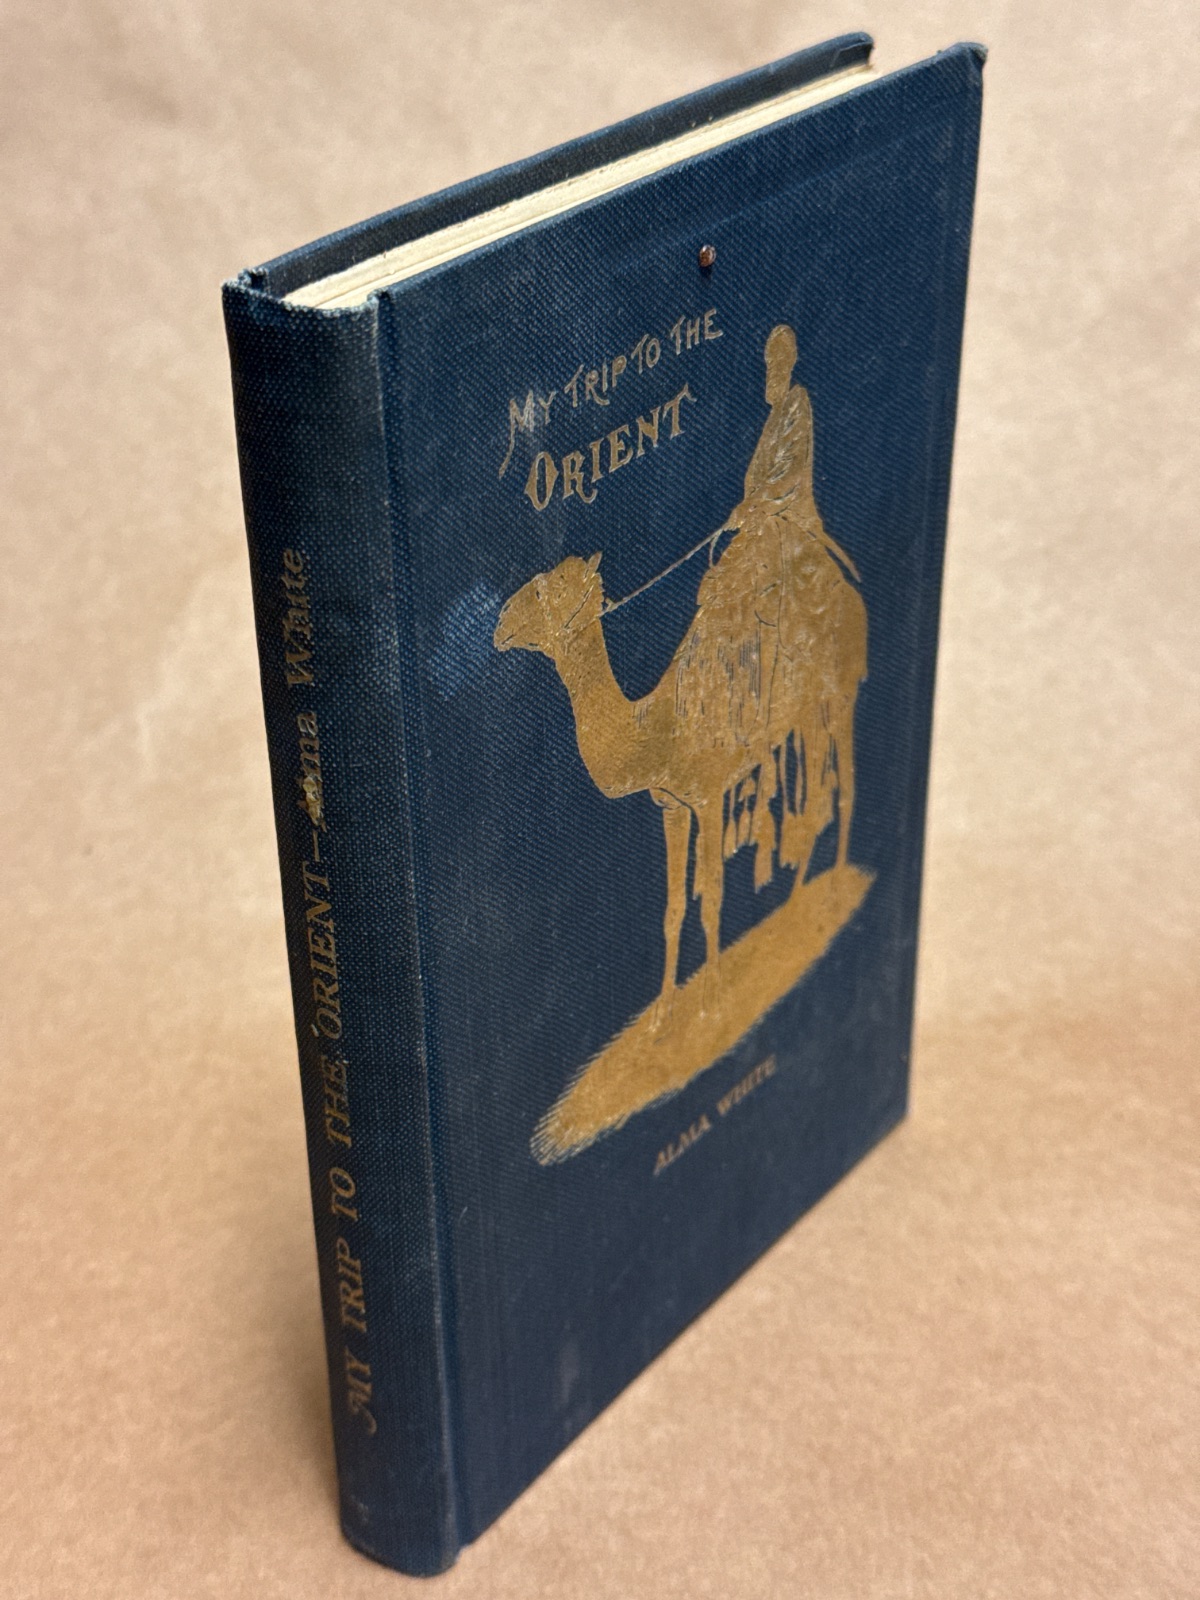 MY TRIP TO THE
ORIENT
ALMA WHITE
MY TRIP TO THE ORIENT—Alma White